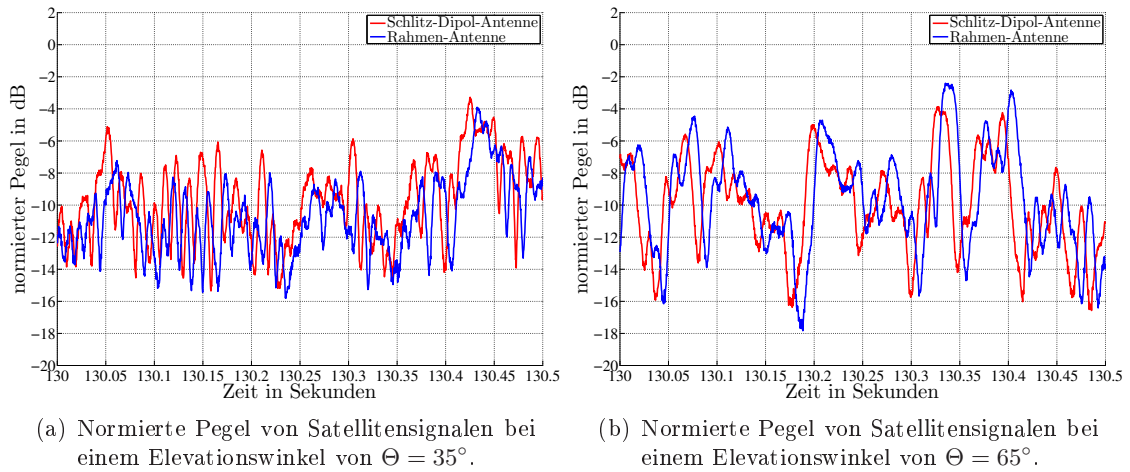 2
0
−2
−4
−6
−8
−10
−12
−14
−16
−18
−20
normierter Pegel in dB
Schlitz-Dipol-Antenne
Rahmen-Antenne
130 130.05 130.1 130.15 130.2 130.25 130.3 130.35 130.4 130.45 130.5
Zeit in Sekunden
(a) Normierte Pegel von Satellitensignalen bei
einem Elevationswinkel von Θ = 35°.
2
0
−2
−4
−6
−8
−10
−12
−14
−16
−18
−20
normierter Pegel in dB
Schlitz-Dipol-Antenne
Rahmen-Antenne
130 130.05 130.1 130.15 130.2 130.25 130.3 130.35 130.4 130.45 130.5
Zeit in Sekunden
(b) Normierte Pegel von Satellitensignalen bei
einem Elevationswinkel von Θ = 65°.